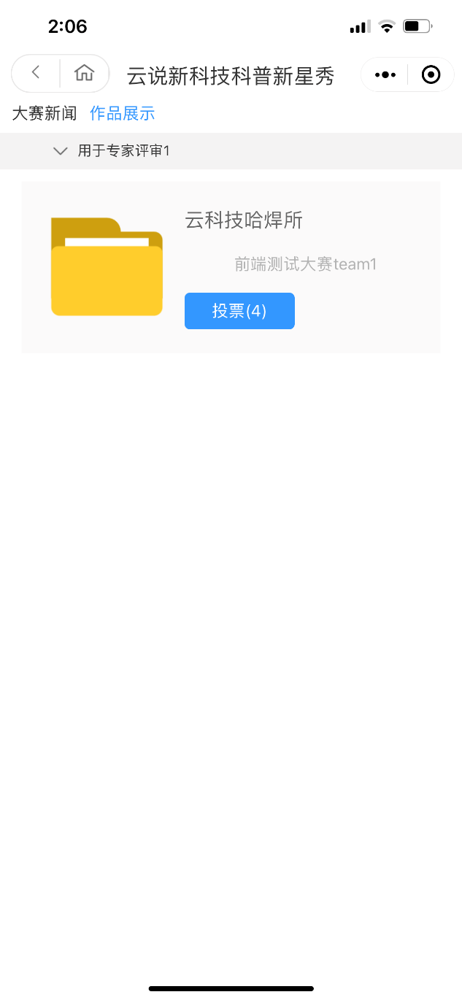 2:06
云说新科技科普新星秀
大赛新闻 作品展示
用于专家评审1
云科技哈焊所
前端测试大赛team1
投票(4)